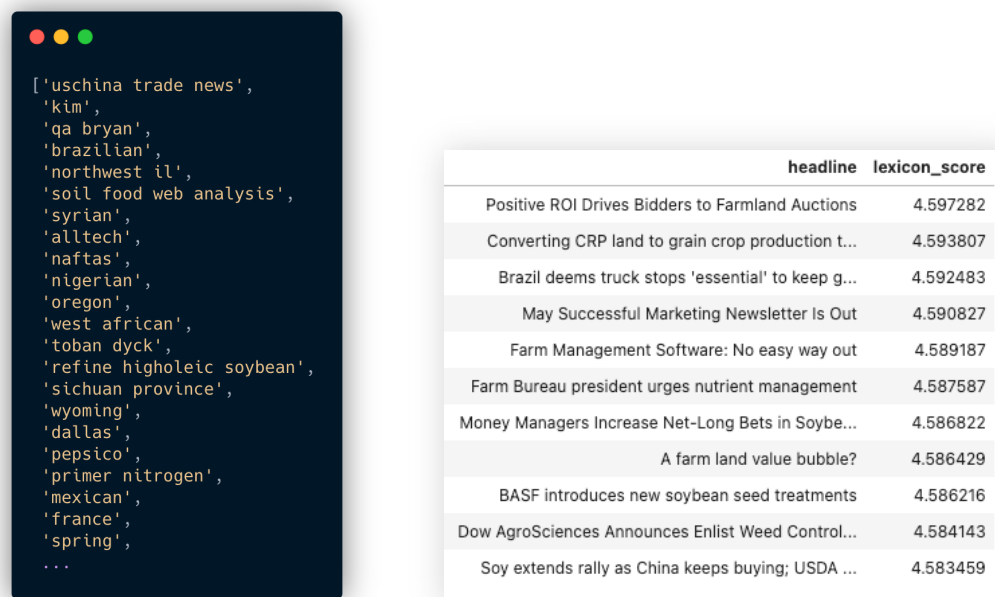 ['uschina trade news',
'kim',
'qa bryan',
'brazilian',
'northwest il',
'soil food web analysis',
'syrian',
'alltech',
'naftas',
'nigerian',
'oregon',
'west african',
'toban dyck',
'refine higholeic soybean',
'sichuan province',
'wyoming',
'dallas',
'pepsico',
'primer nitrogen',
'mexican',
'france',
'spring',
...
headline lexicon_score
Positive ROI Drives Bidders to Farmland Auctions 4.597282
Converting CRP land to grain crop production t... 4.593807
Brazil deems truck stops 'essential' to keep g... 4.592483
May Successful Marketing Newsletter Is Out 4.590827
Farm Management Software: No easy way out 4.589187
Farm Bureau president urges nutrient management 4.587587
Money Managers Increase Net-Long Bets in Soybe... 4.586822
A farm land value bubble? 4.586429
BASF introduces new soybean seed treatments 4.586216
Dow AgroSciences Announces Enlist Weed Control... 4.584143
Soy extends rally as China keeps buying; USDA ... 4.583459